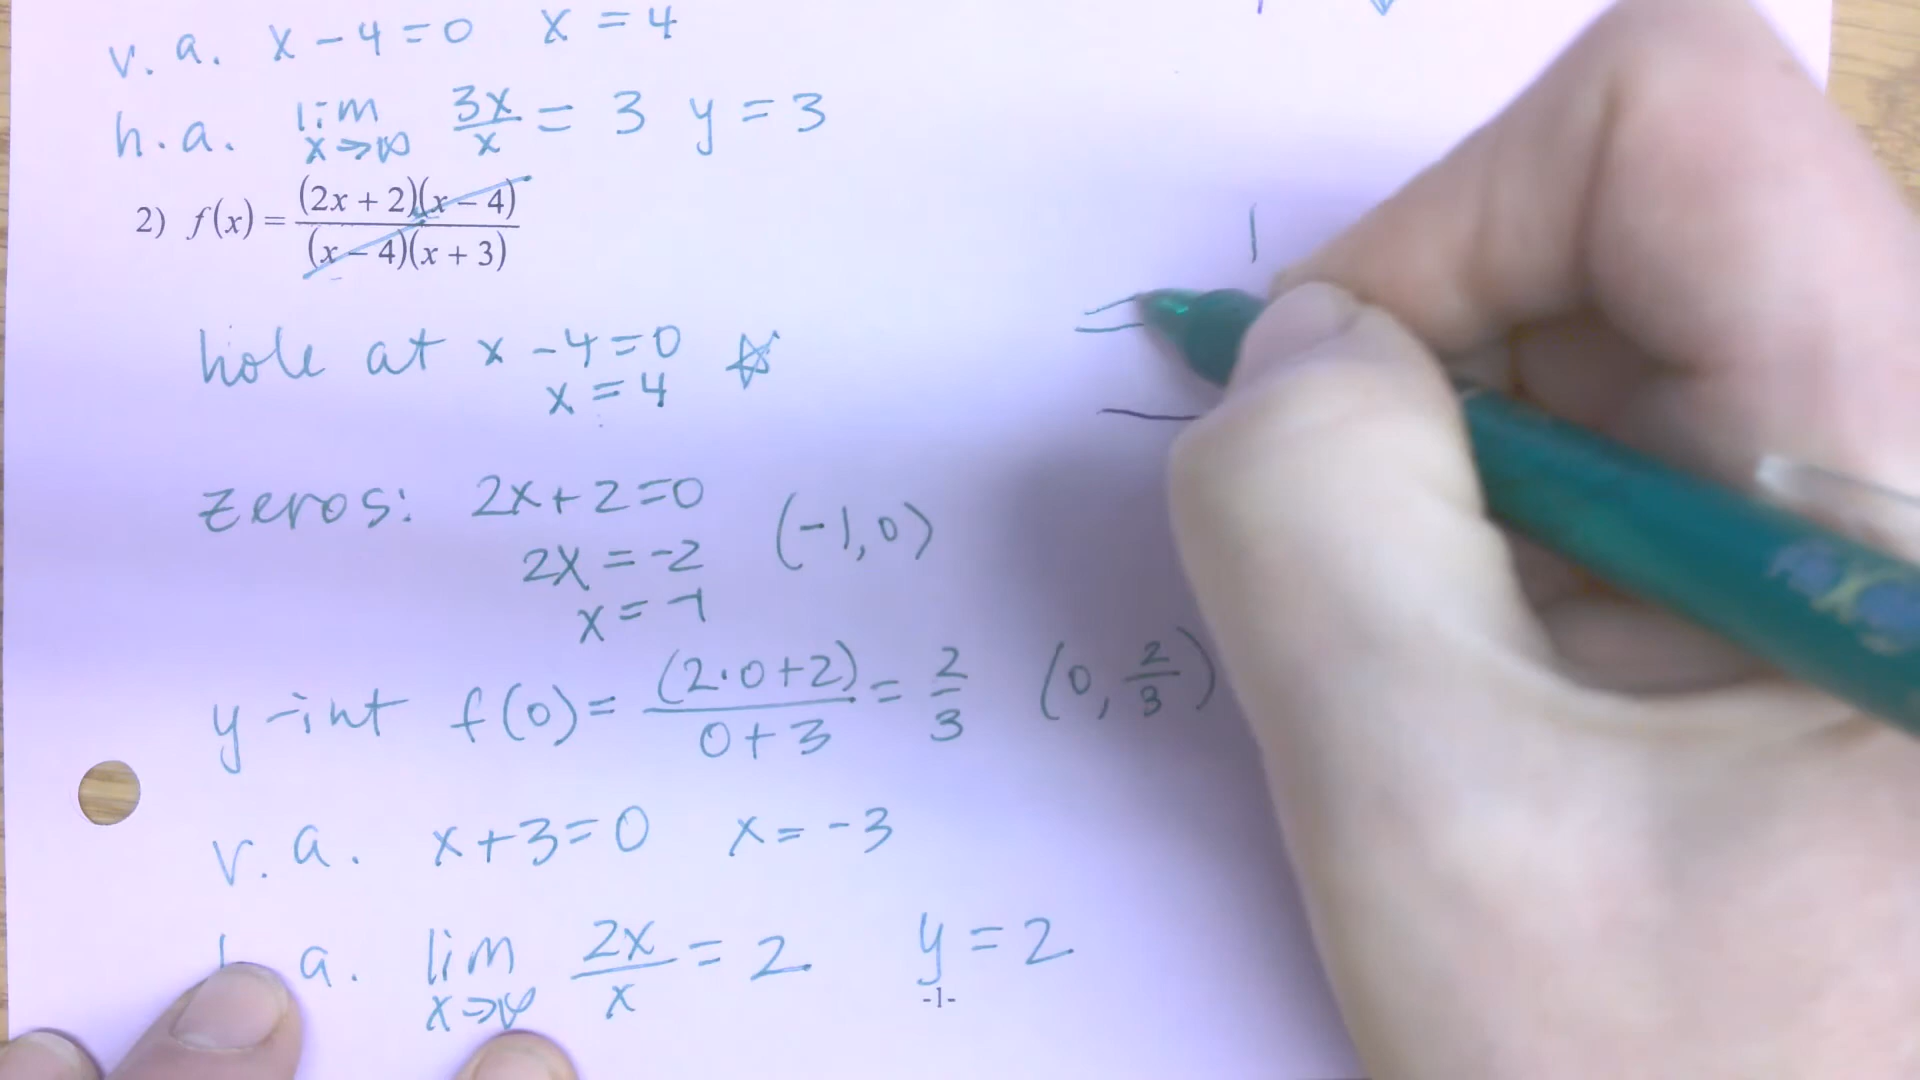 v. a. x - 4 = 0 x = 4
h. a. lim x→∞ 3x/x = 3 y = 3
2) f(x) = (2x + 2)(x - 4) / (x - 4)(x + 3)
hole at x - 4 = 0 ☆
x = 4
zeros: 2x + 2 = 0
2x = -2 (-1, 0)
x = -1
y-int f(0) = (2·0+2) / 0+3 = 2/3 (0, 2/3)
v. a. x + 3 = 0 x = -3
a. lim x→∞ 2x/x = 2 y = 2
-1-